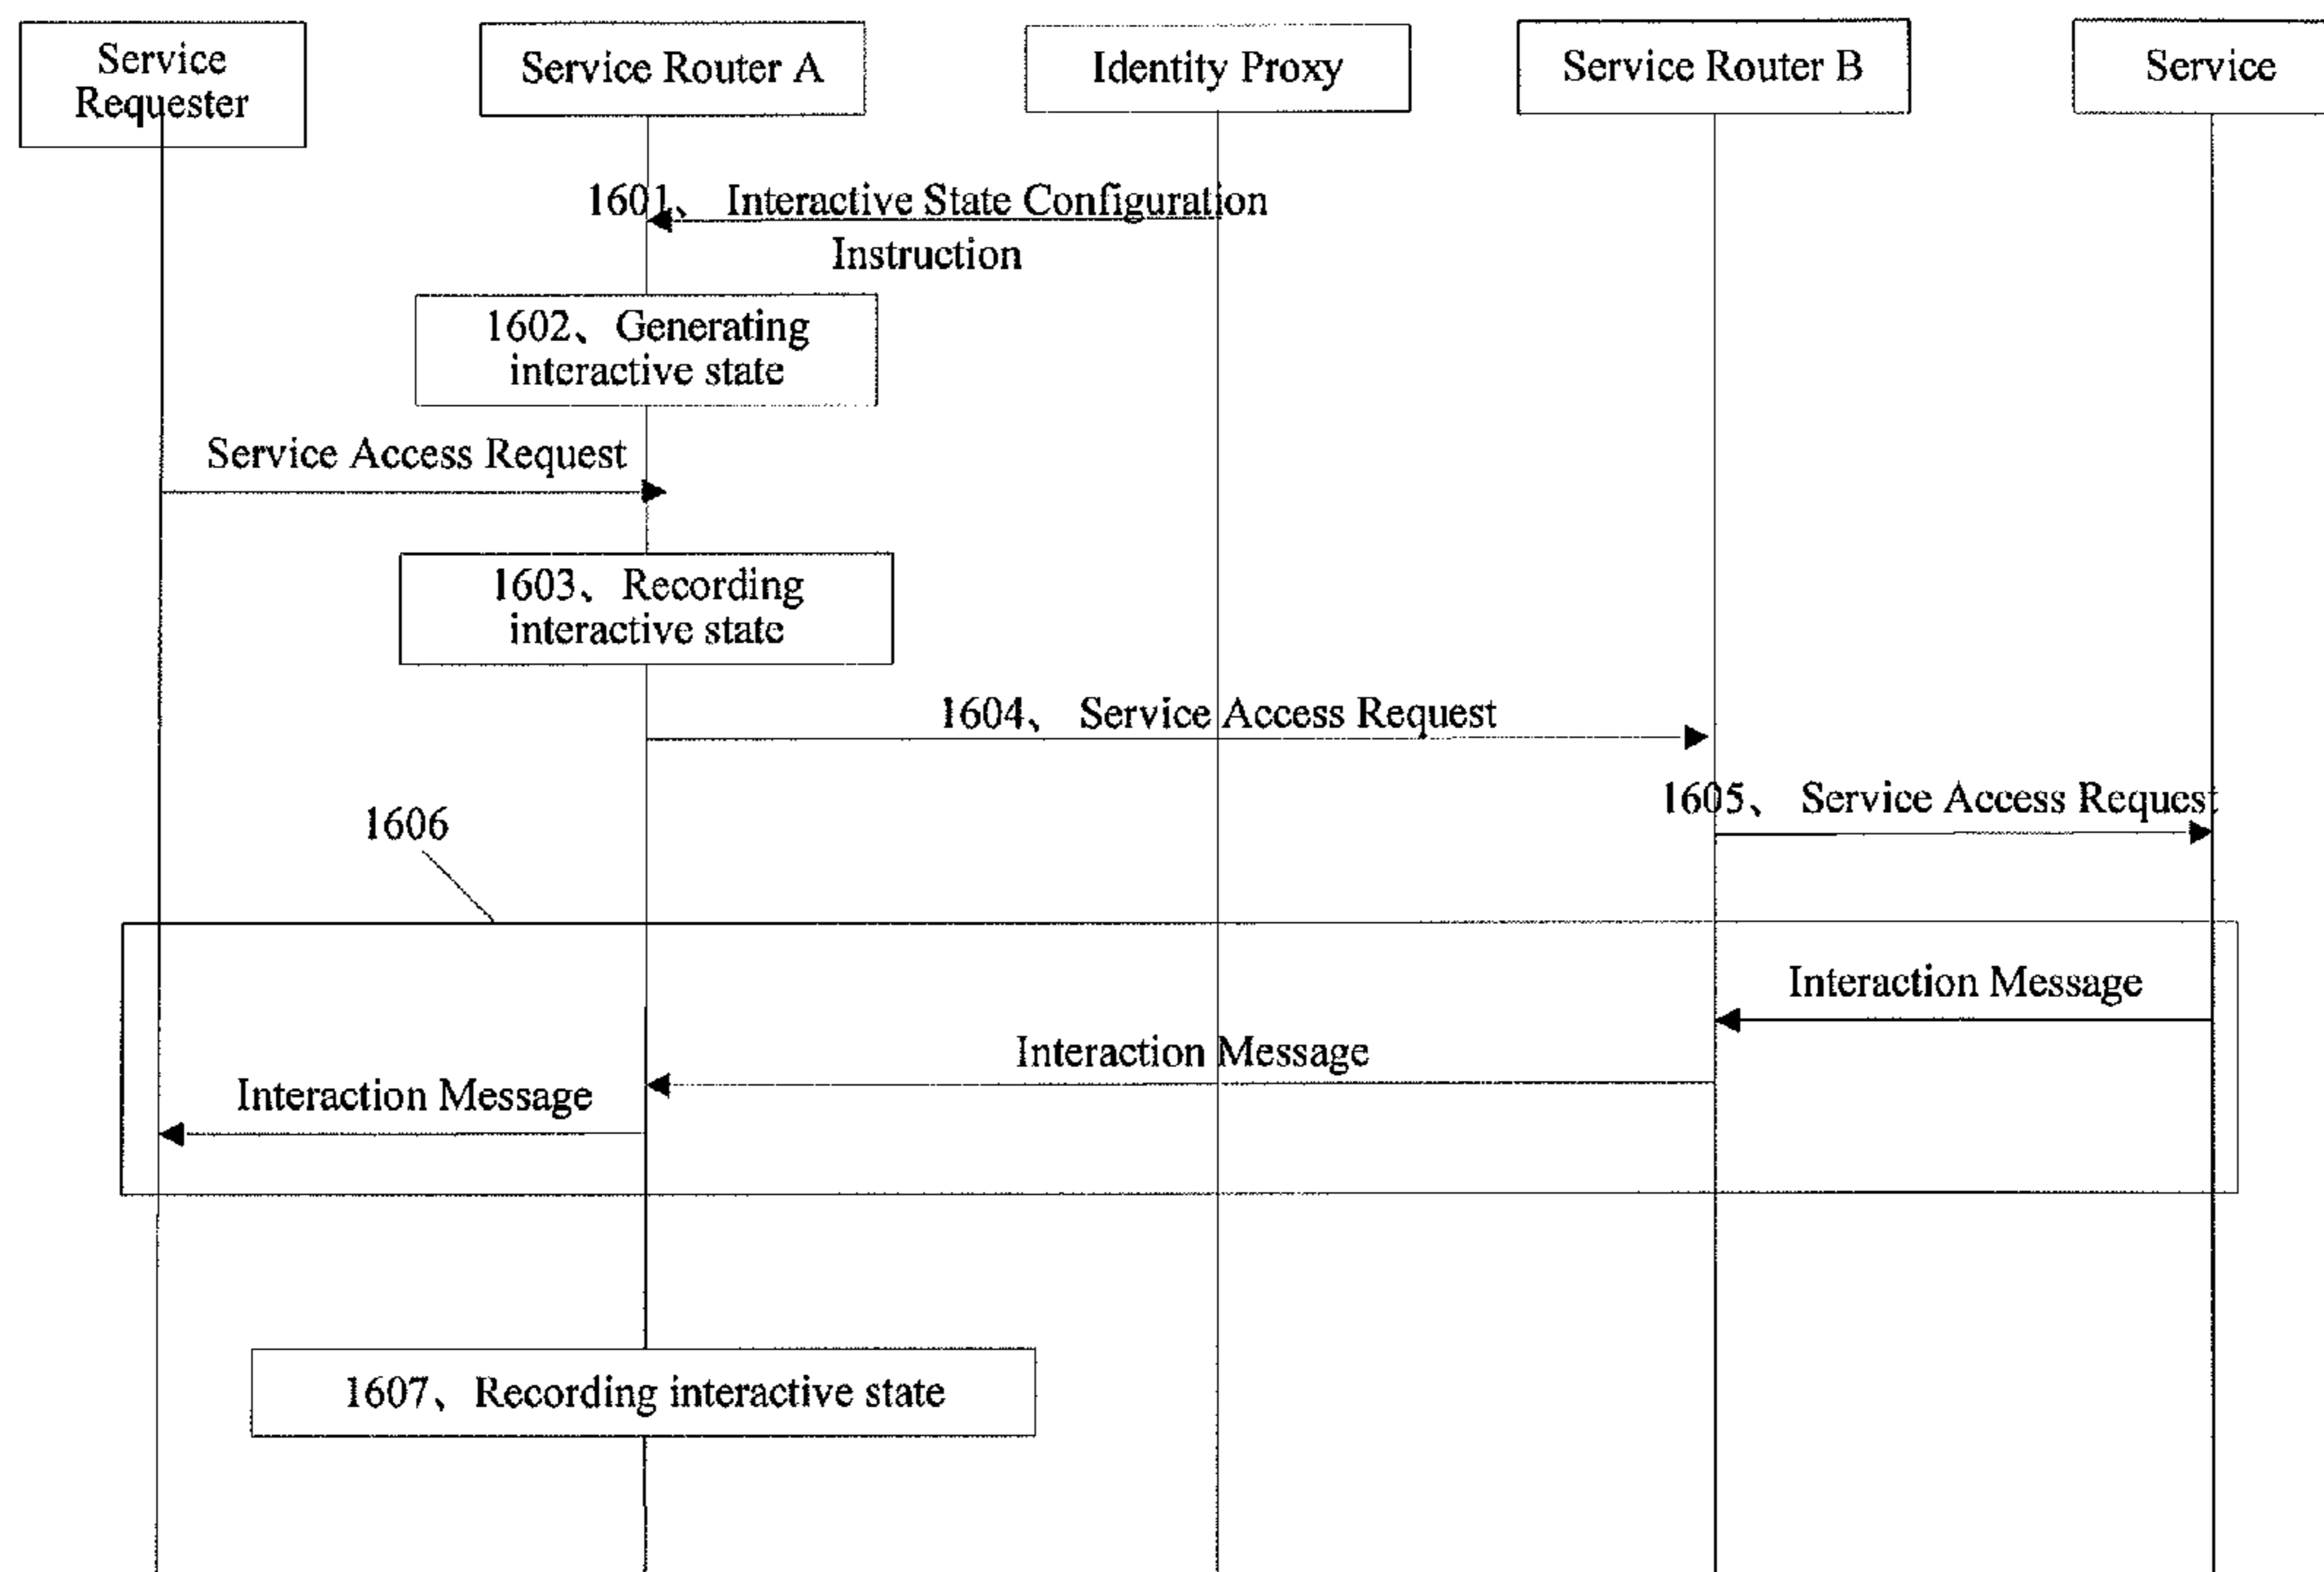 Service
Requester
Service Router A
Identity Proxy
Service Router B
Service
1601、 Interactive State Configuration
Instruction
1602、Generating
interactive state
Service Access Request
1603、Recording
interactive state
1604、 Service Access Request
1605、 Service Access Request
1606
Interaction Message
Interaction Message
Interaction Message
1607、Recording interactive state